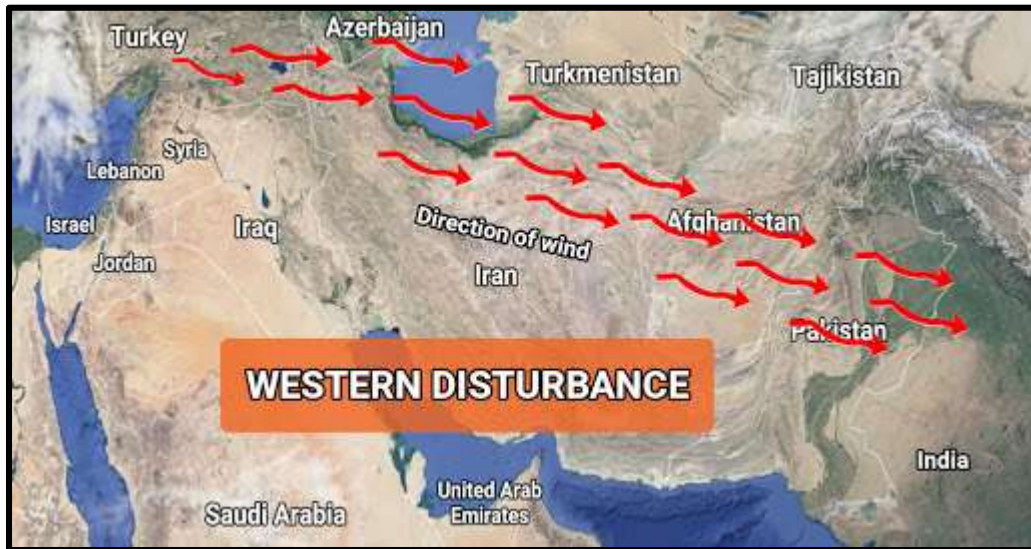 Turkey
Azerbaijan
Turkmenistan
Tajikistan
Syria
Lebanon
Israel
Iraq
Jordan
Direction of wind
Iran
Afghanistan
Pakistan
WESTERN DISTURBANCE
India
United Arab
Emirates
Saudi Arabia